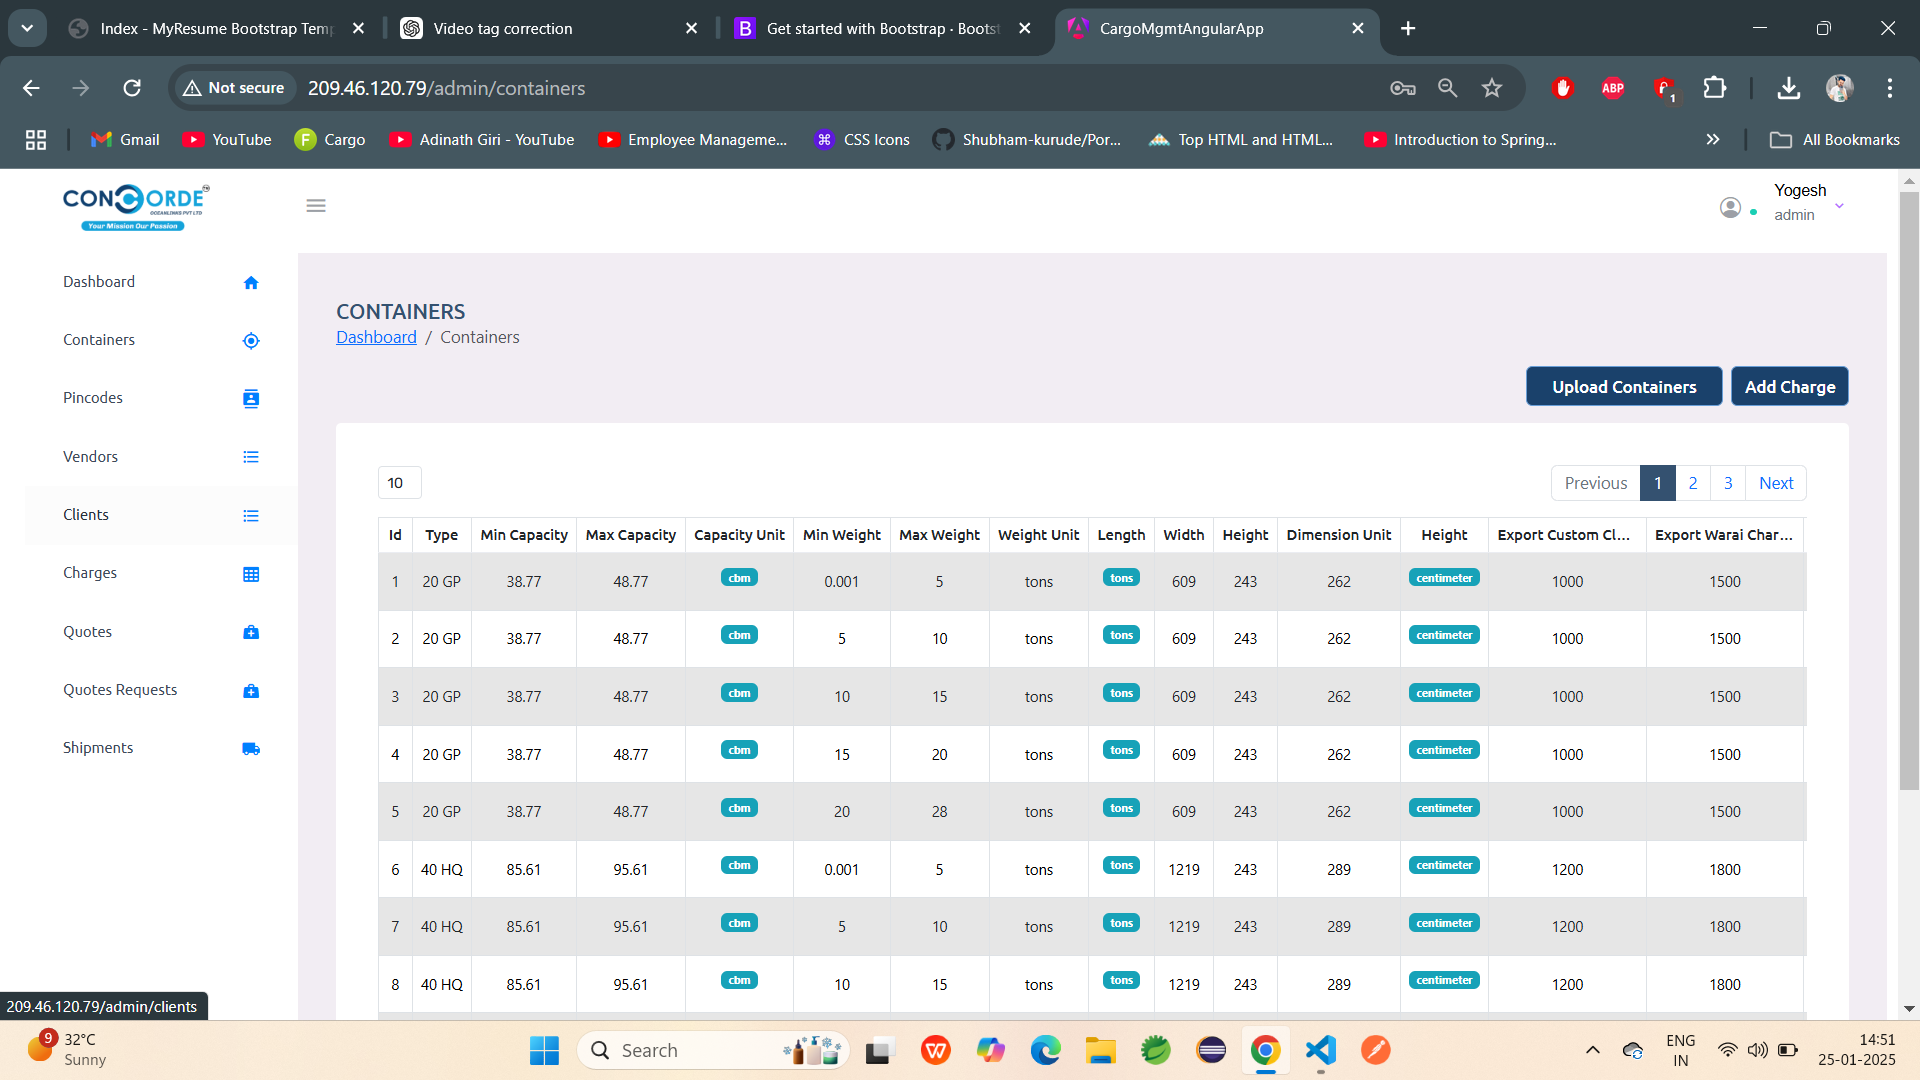 Index - MyResume Bootstrap Temp
Video tag correction
Get started with Bootstrap · Boots
CargoMgmtAngularApp
Not secure
209.46.120.79/admin/containers
ABP
1
Gmail
YouTube
Cargo
Adinath Giri - YouTube
Employee Manageme...
CSS Icons
Shubham-kurude/Por...
Top HTML and HTML...
Introduction to Spring...
All Bookmarks
CONCORDE
OCEANLINKS PVT LTD
Your Mission Our Passion
Yogesh
admin
Dashboard
Containers
Pincodes
Vendors
Clients
Charges
Quotes
Quotes Requests
Shipments
CONTAINERS
Dashboard / Containers
Upload Containers
Add Charge
10
Previous 1 2 3 Next
Id Type Min Capacity Max Capacity Capacity Unit Min Weight Max Weight Weight Unit Length Width Height Dimension Unit Height Export Custom Cl... Export Warai Char...
1 20 GP 38.77 48.77 cbm 0.001 5 tons tons 609 243 262 centimeter 1000 1500
2 20 GP 38.77 48.77 cbm 5 10 tons tons 609 243 262 centimeter 1000 1500
3 20 GP 38.77 48.77 cbm 10 15 tons tons 609 243 262 centimeter 1000 1500
4 20 GP 38.77 48.77 cbm 15 20 tons tons 609 243 262 centimeter 1000 1500
5 20 GP 38.77 48.77 cbm 20 28 tons tons 609 243 262 centimeter 1000 1500
6 40 HQ 85.61 95.61 cbm 0.001 5 tons tons 1219 243 289 centimeter 1200 1800
7 40 HQ 85.61 95.61 cbm 5 10 tons tons 1219 243 289 centimeter 1200 1800
8 40 HQ 85.61 95.61 cbm 10 15 tons tons 1219 243 289 centimeter 1200 1800
209.46.120.79/admin/clients
9
32°C
Sunny
Search
ENG
IN
14:51
25-01-2025